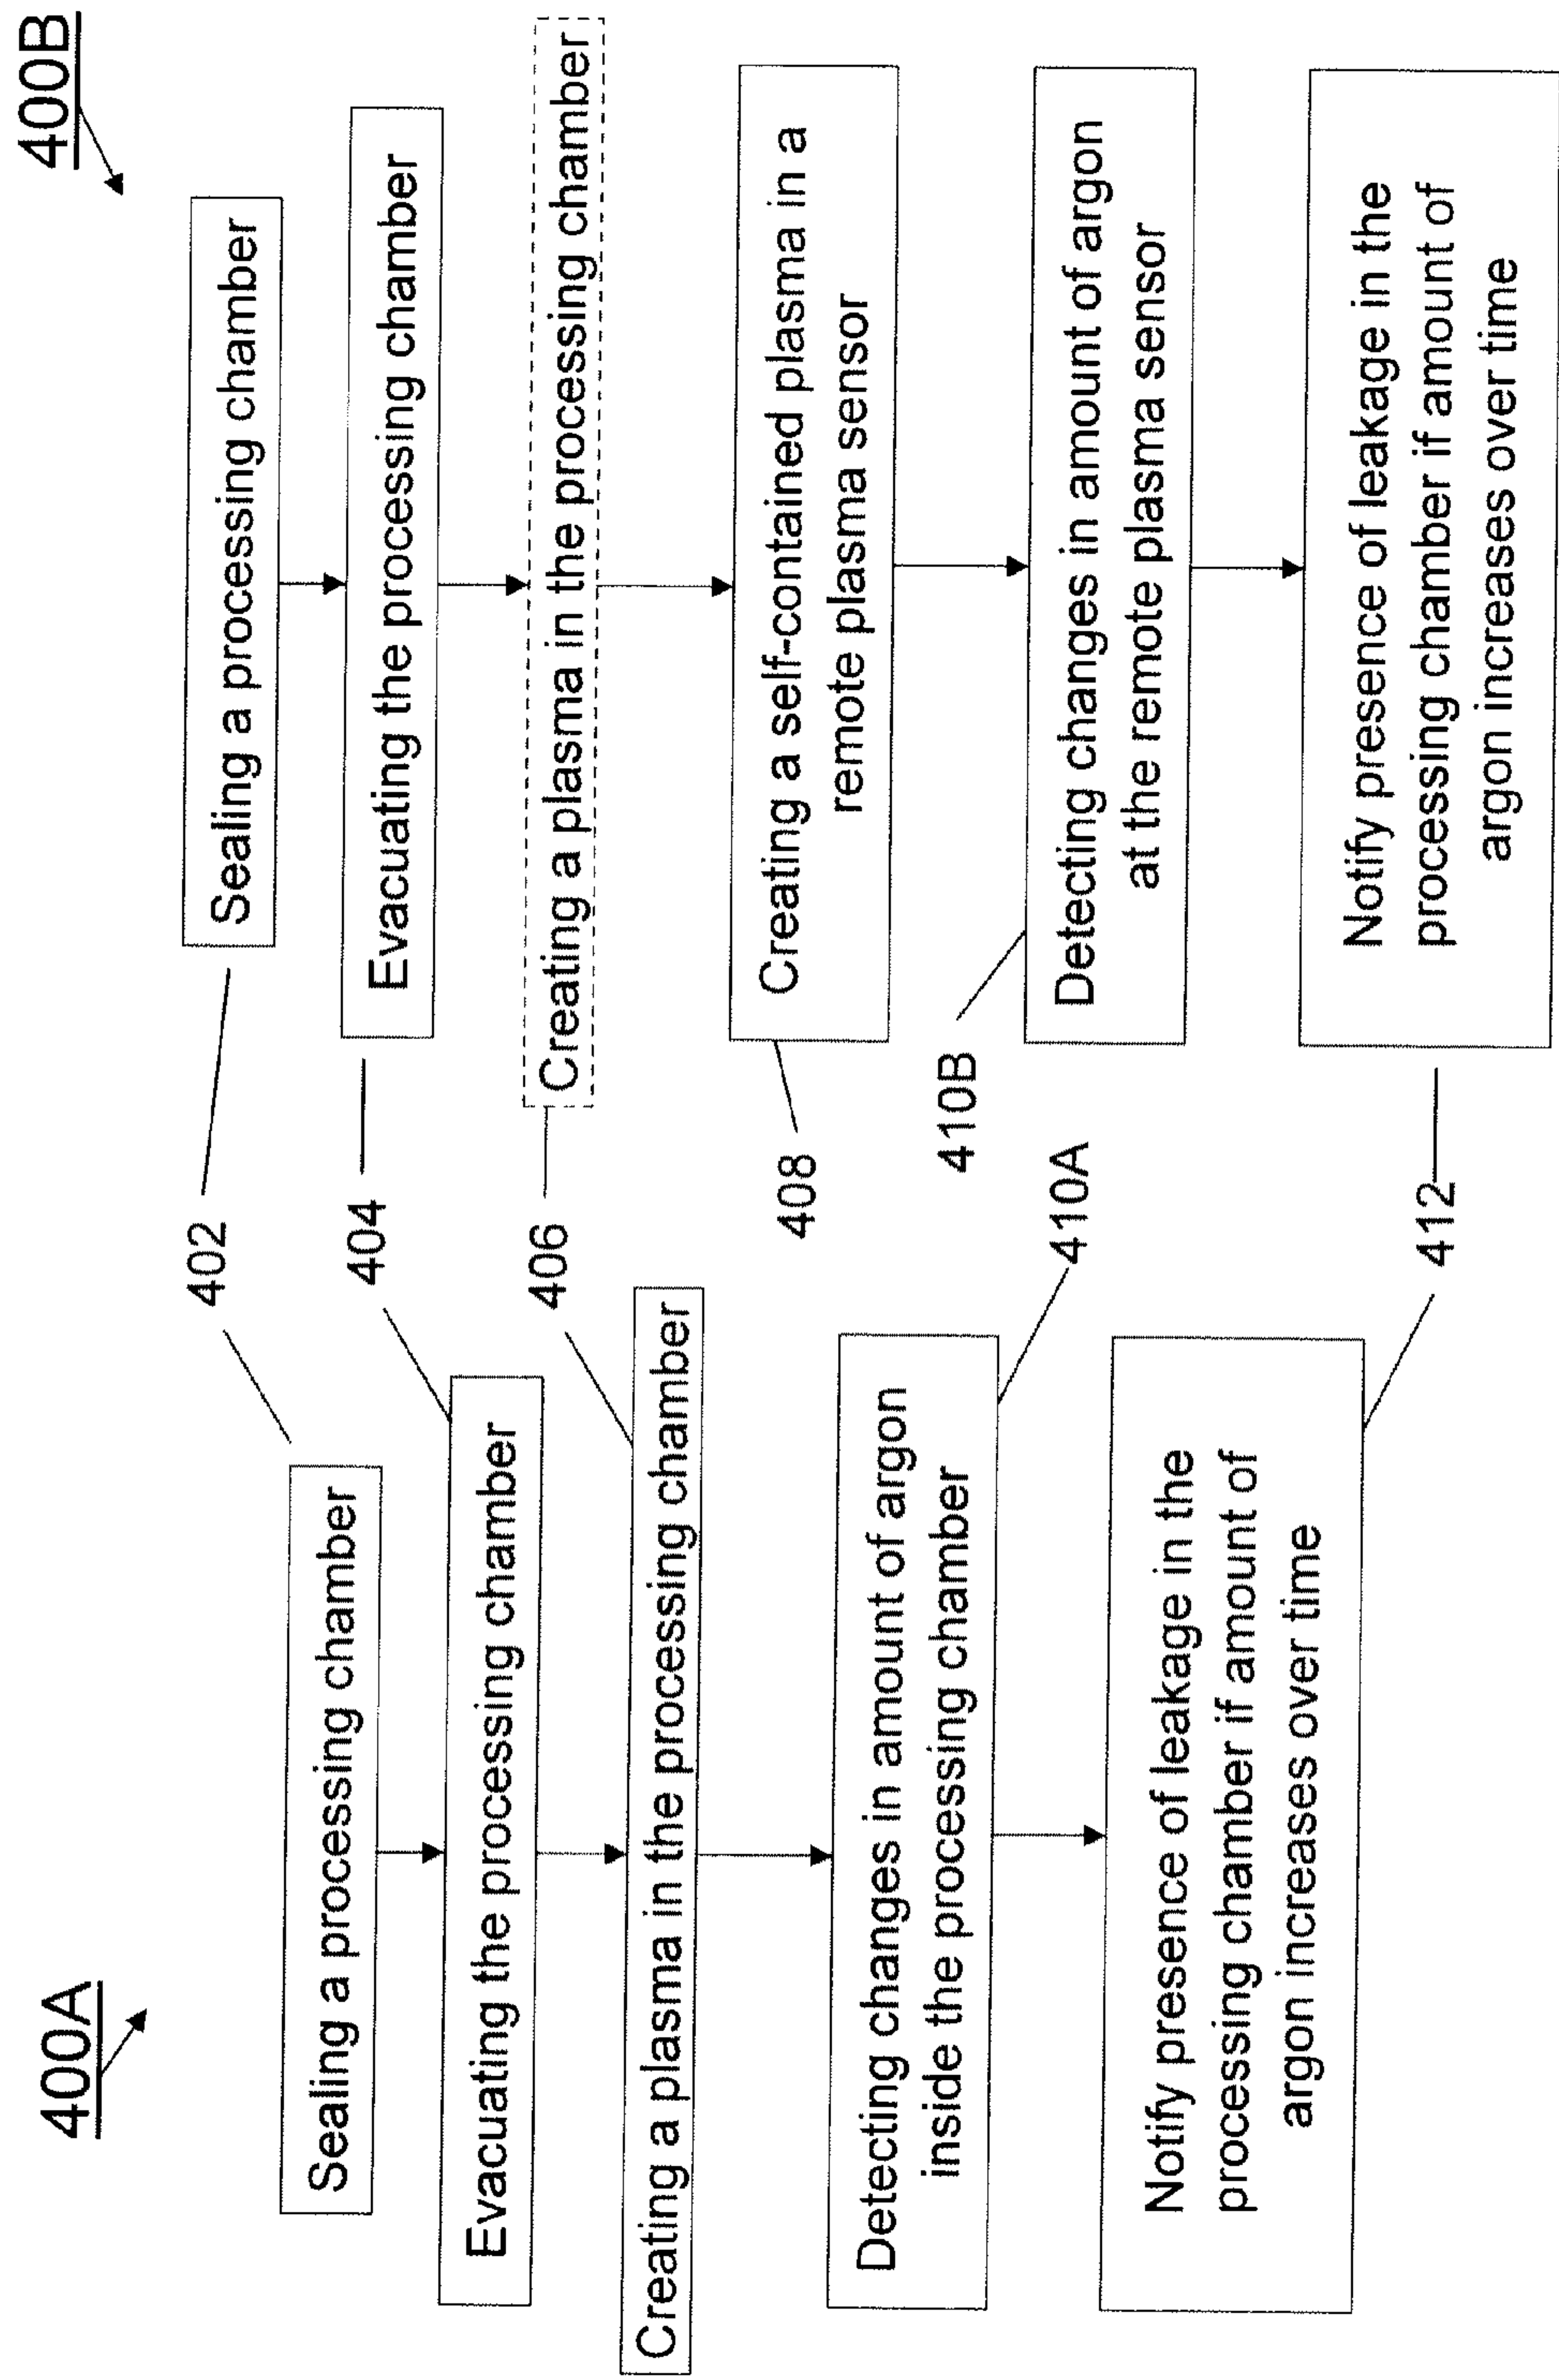 400A
Sealing a processing chamber
Evacuating the processing chamber
Creating a plasma in the processing chamber
Detecting changes in amount of argon
inside the processing chamber
Notify presence of leakage in the
processing chamber if amount of
argon increases over time
402
404
406
408
410B
410A
412
400B
Sealing a processing chamber
Evacuating the processing chamber
Creating a plasma in the processing chamber
Creating a self-contained plasma in a
remote plasma sensor
Detecting changes in amount of argon
at the remote plasma sensor
Notify presence of leakage in the
processing chamber if amount of
argon increases over time